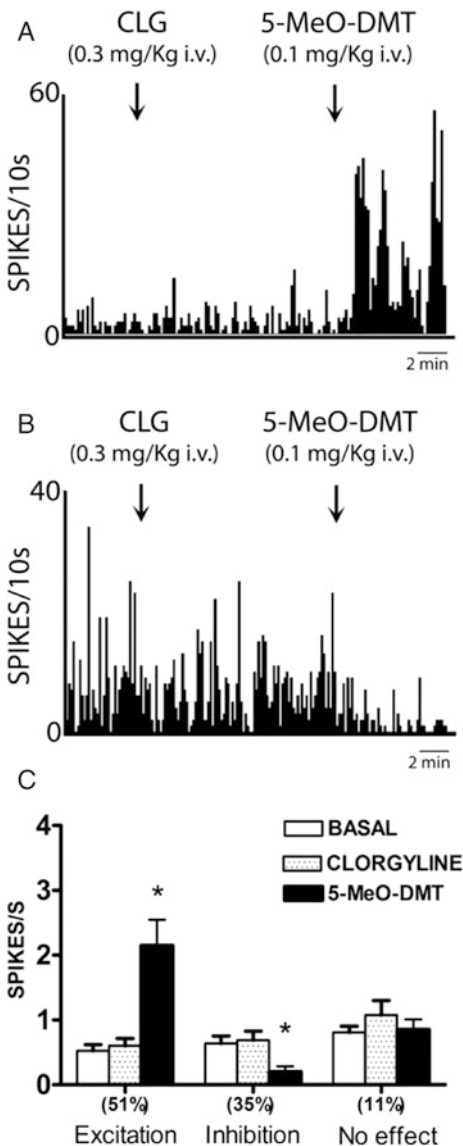 A
CLG 5-MeO-DMT
(0.3 mg/Kg i.v.) (0.1 mg/Kg i.v.)
60
SPIKES/10s
0
2 min
B
CLG 5-MeO-DMT
(0.3 mg/Kg i.v.) (0.1 mg/Kg i.v.)
40
SPIKES/10s
0
2 min
C
4
BASAL
CLORGYLINE
3
5-MeO-DMT
*
SPIKES/S
2
1
*
0
(51%) (35%) (11%)
Excitation Inhibition No effect